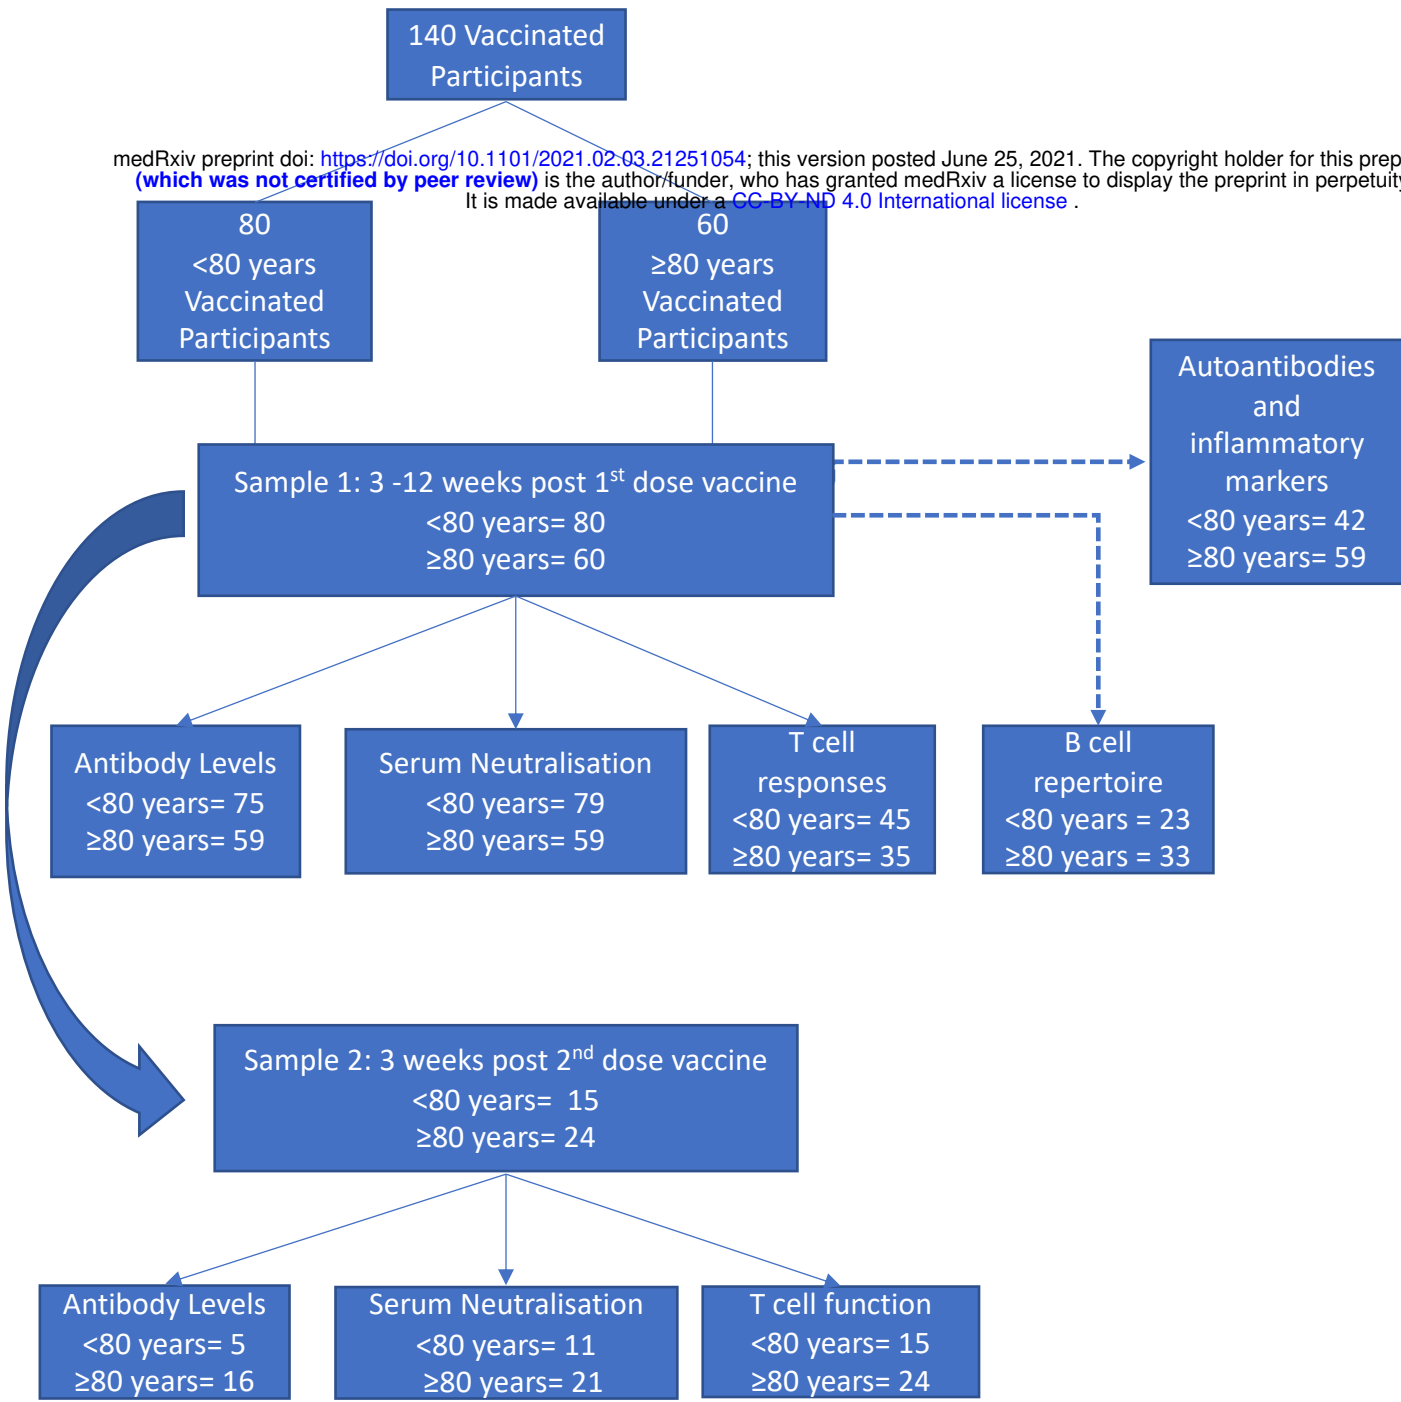 140 Vaccinated
Participants
medRxiv preprint doi: https://doi.org/10.1101/2021.02.03.21251054; this version posted June 25, 2021. The copyright holder for this
(which was not certified by peer review) is the author/funder, who has granted medRxiv a license to display the preprint in perpetuity
It is made available under a CC-BY-ND 4.0 International license .
80
<80 years
Vaccinated
Participants
60
≥80 years
Vaccinated
Participants
Autoantibodies
and
inflammatory
markers
<80 years= 42
≥80 years= 59
Sample 1: 3 -12 weeks post 1st dose vaccine
<80 years= 80
≥80 years= 60
Antibody Levels
<80 years= 75
≥80 years= 59
Serum Neutralisation
<80 years= 79
≥80 years= 59
T cell
responses
<80 years= 45
≥80 years= 35
B cell
repertoire
<80 years = 23
≥80 years = 33
Sample 2: 3 weeks post 2nd dose vaccine
<80 years= 15
≥80 years= 24
Antibody Levels
<80 years= 5
≥80 years= 16
Serum Neutralisation
<80 years= 11
≥80 years= 21
T cell function
<80 years= 15
≥80 years= 24